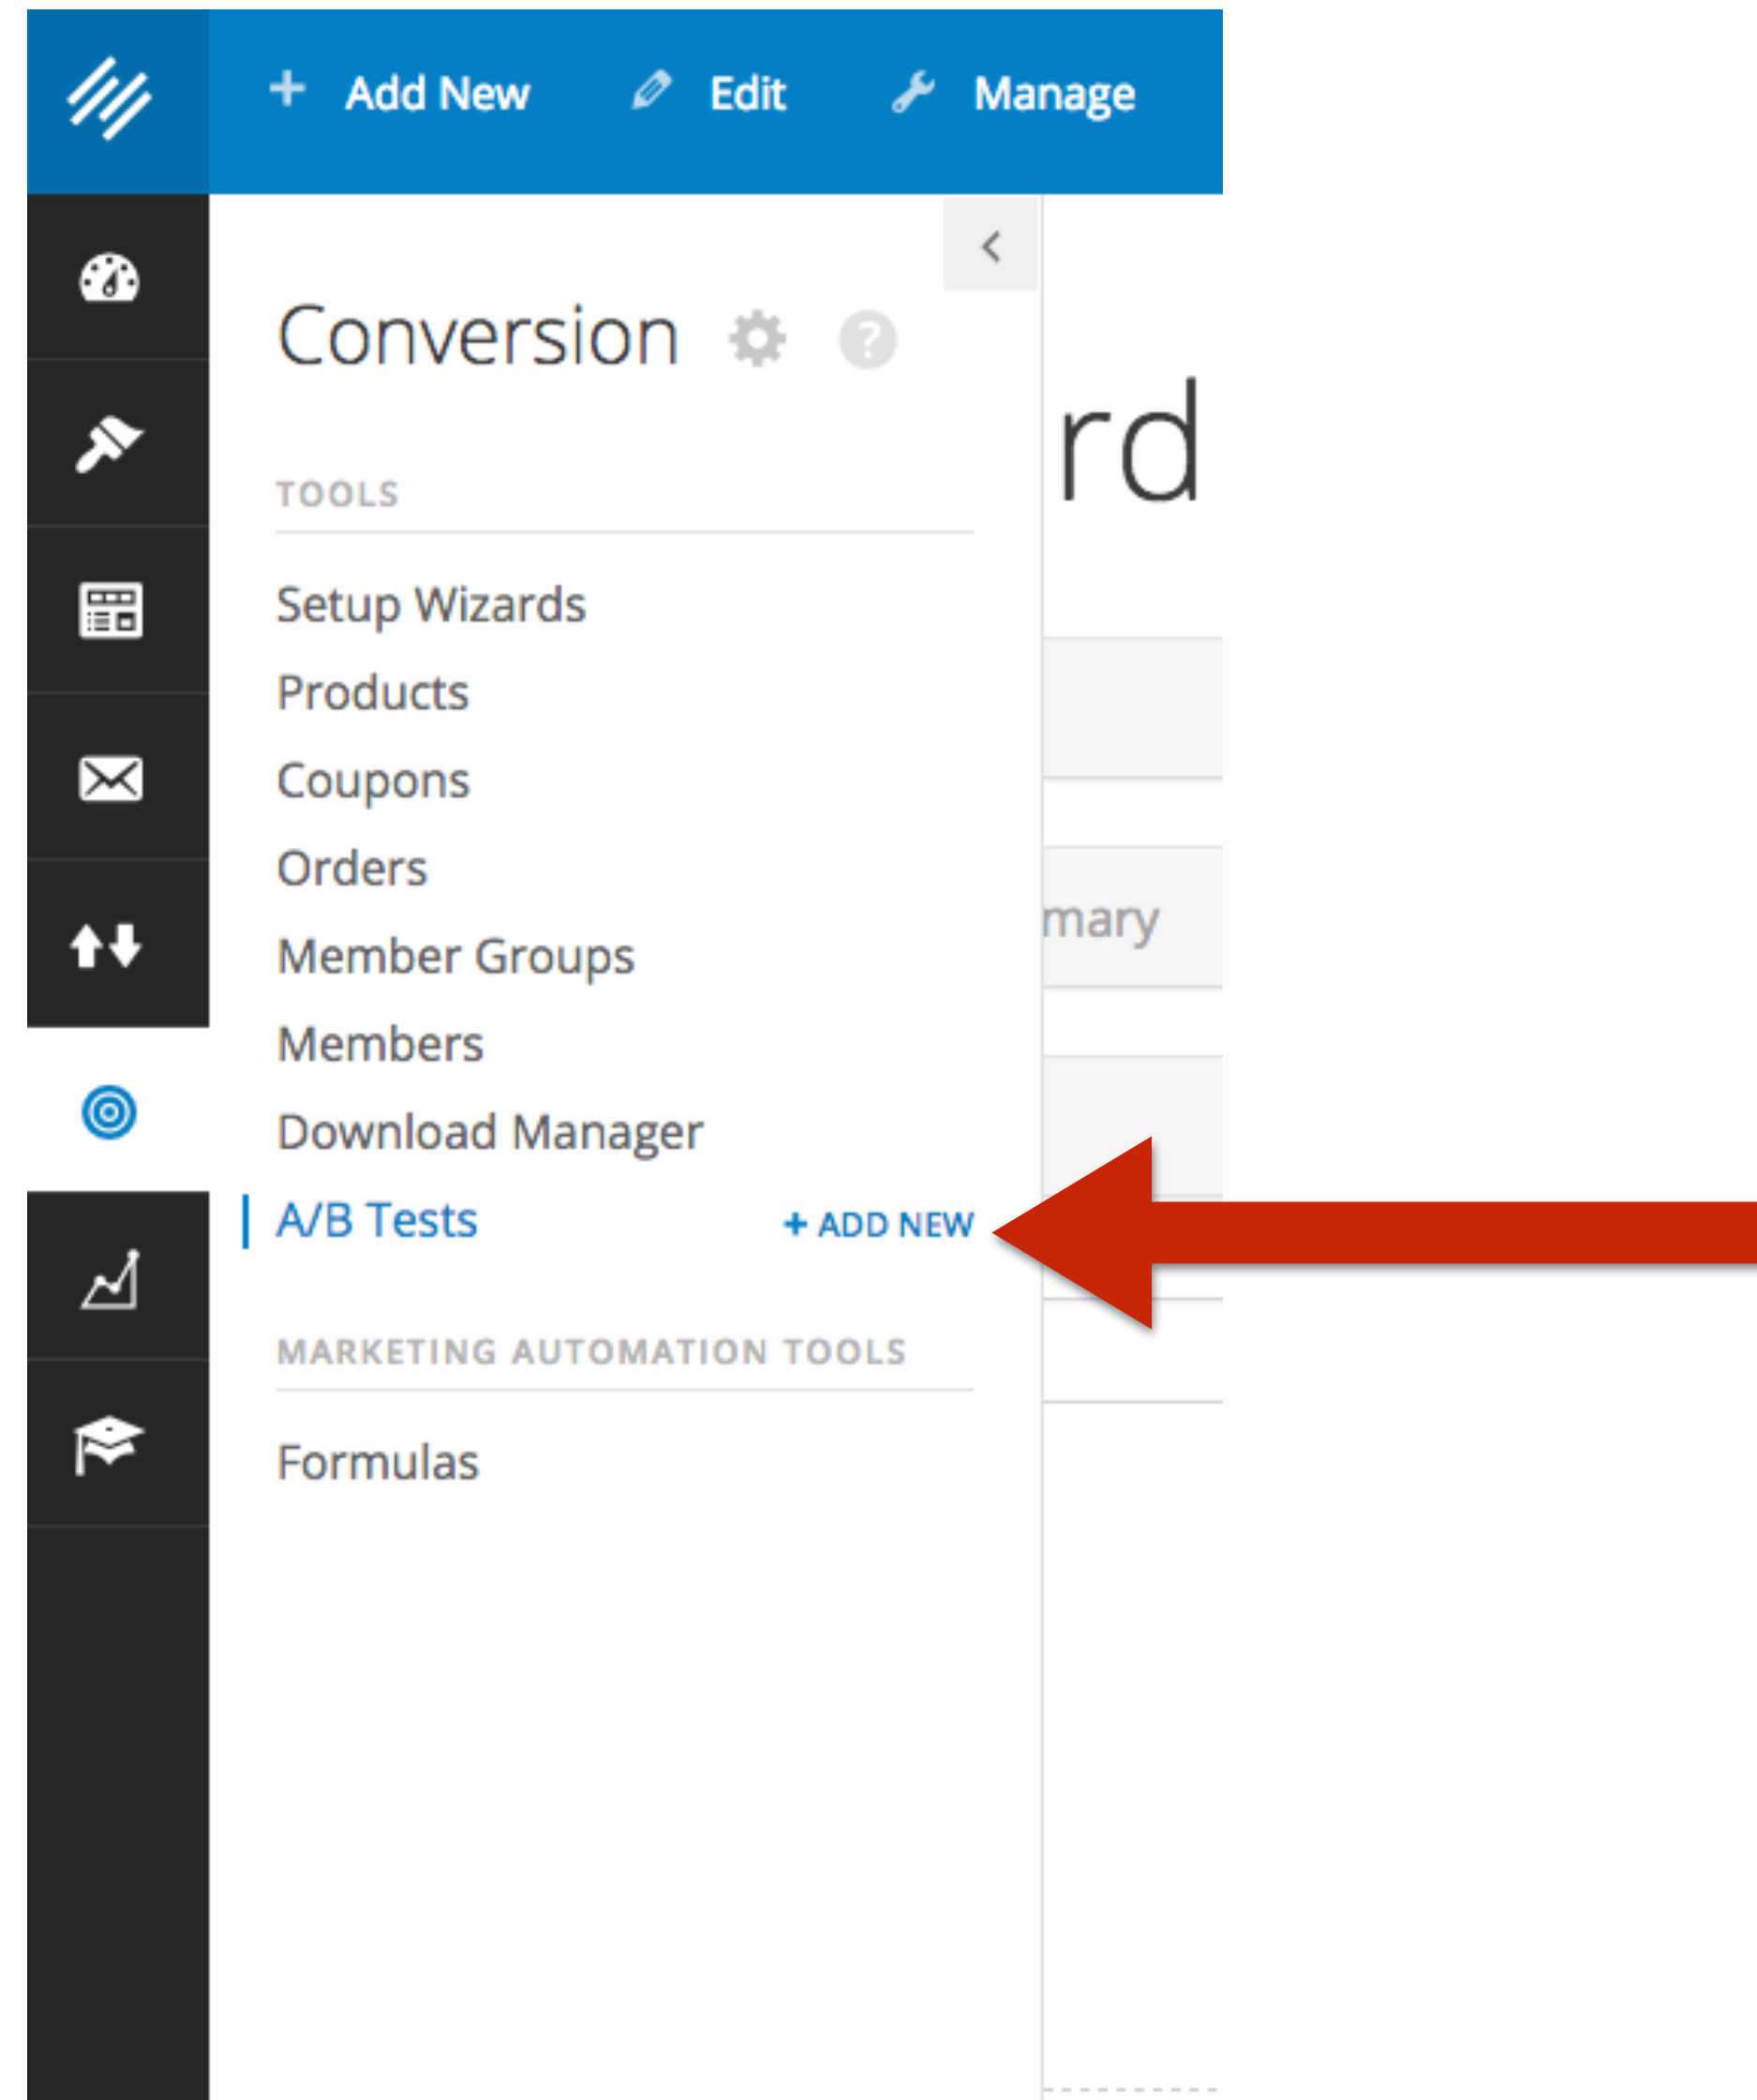 + Add New Edit Manage
Conversion ?
rd
TOOLS
Setup Wizards
Products
Coupons
Orders
mary
Member Groups
Members
Download Manager
A/B Tests + ADD NEW
MARKETING AUTOMATION TOOLS
Formulas